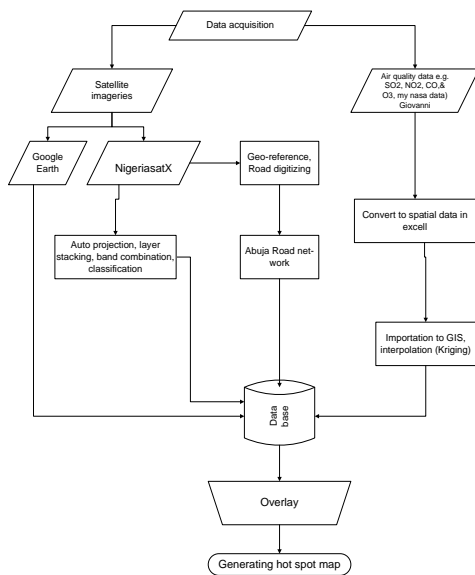 Data acquisition
Satellite
imageries
Air quality data e.g.
SO2, NO2, CO,&
O3, my nasa data)
Giovanni
Google
Earth
NigeriasatX
Geo-reference,
Road digitizing
Convert to spatial data in
excell
Auto projection, layer
stacking, band combination,
classification
Abuja Road net-
work
Importation to GIS,
interpolation (Kriging)
Data
base
Overlay
Generating hot spot map